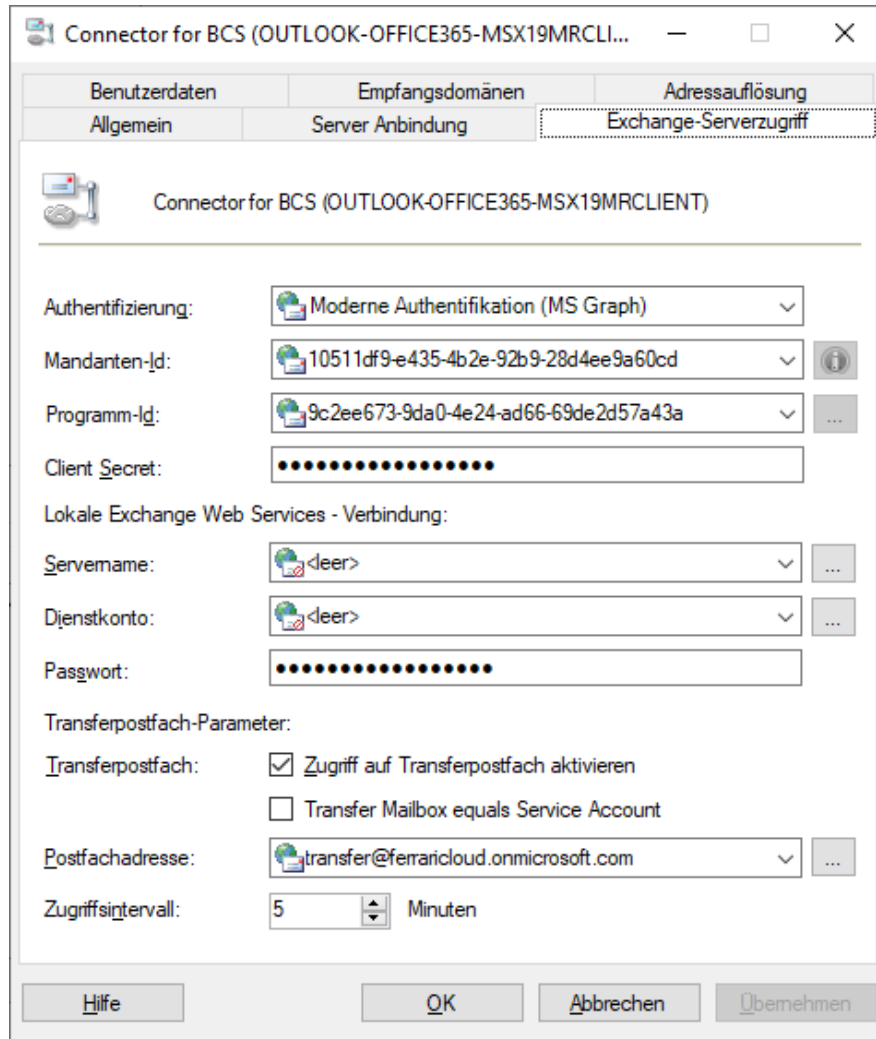 Connector for BCS (OUTLOOK-OFFICE365-MSX19MRCLI...
Benutzerdaten Empfangsdomänen Adressauflösung
Allgemein Server Anbindung Exchange-Serverzugriff
Connector for BCS (OUTLOOK-OFFICE365-MSX19MRCLIENT)
Authentifizierung: Moderne Authentifikation (MS Graph)
Mandanten-Id: 10511df9-e435-4b2e-92b9-28d4ee9a60cd
Programm-Id: 9c2ee673-9da0-4e24-ad66-69de2d57a43a ...
Client Secret: •••••••••••••••••
Lokale Exchange Web Services - Verbindung:
Servername: <leer> ...
Dienstkonto: <leer> ...
Passwort: •••••••••••••••••
Transferpostfach-Parameter:
Transferpostfach: Zugriff auf Transferpostfach aktivieren
Transfer Mailbox equals Service Account
Postfachadresse: transfer@ferraricloud.onmicrosoft.com ...
Zugriffsintervall: 5 Minuten
Hilfe OK Abbrechen Übernehmen